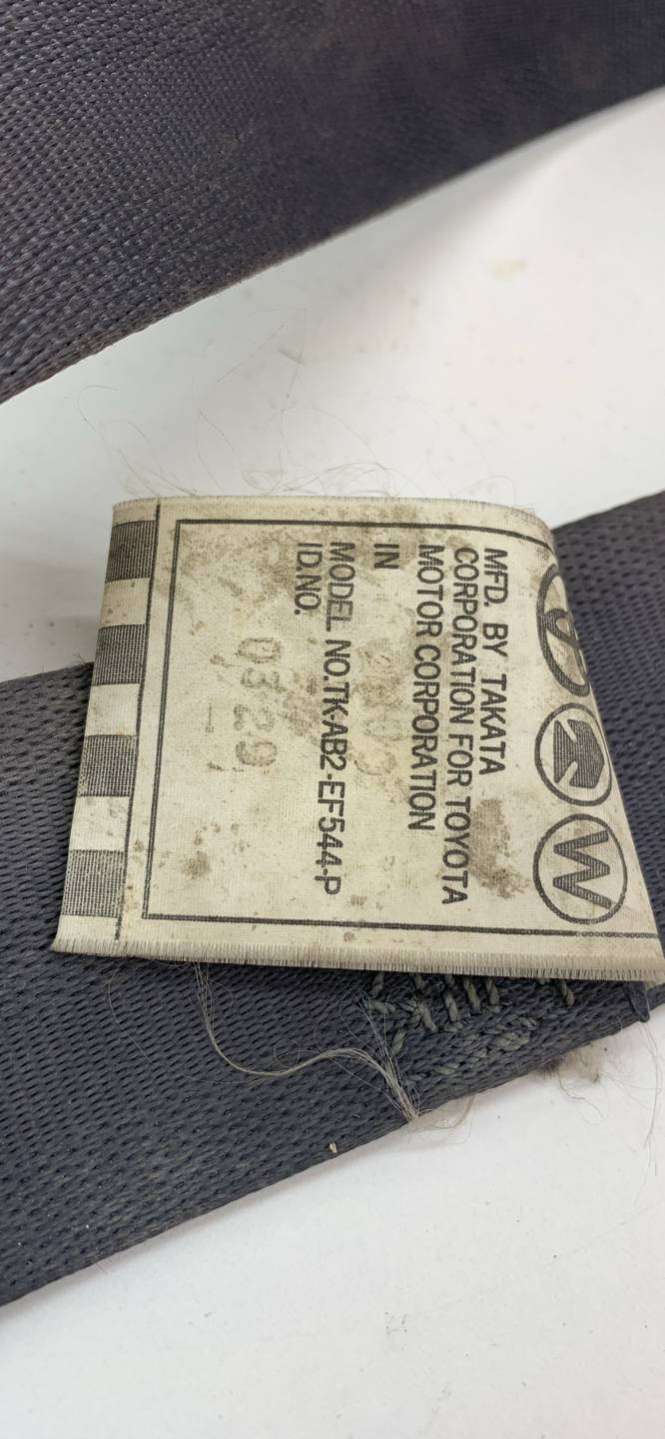 MFD. BY TAKATA
CORPORATION FOR TOYOTA
MOTOR CORPORATION
IN
MODEL NO.TK-AB2-EF544-P
ID.NO.
0329
W